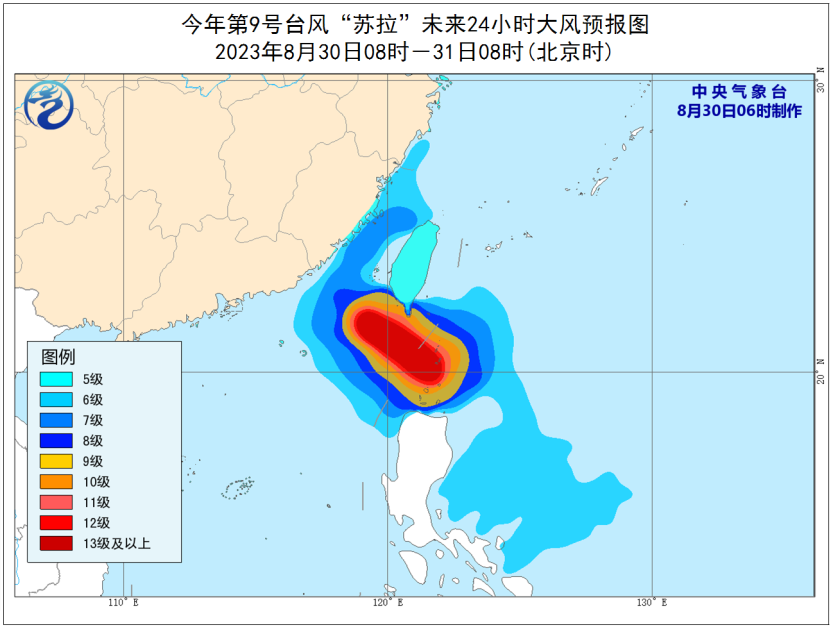 今年第9号台风“苏拉”未来24小时大风预报图
2023年8月30日08时－31日08时(北京时)
中央气象台
8月30日06时制作
30° N
20° N
图例
5级
6级
7级
8级
9级
10级
11级
12级
13级及以上
110° E
120° E
130° E